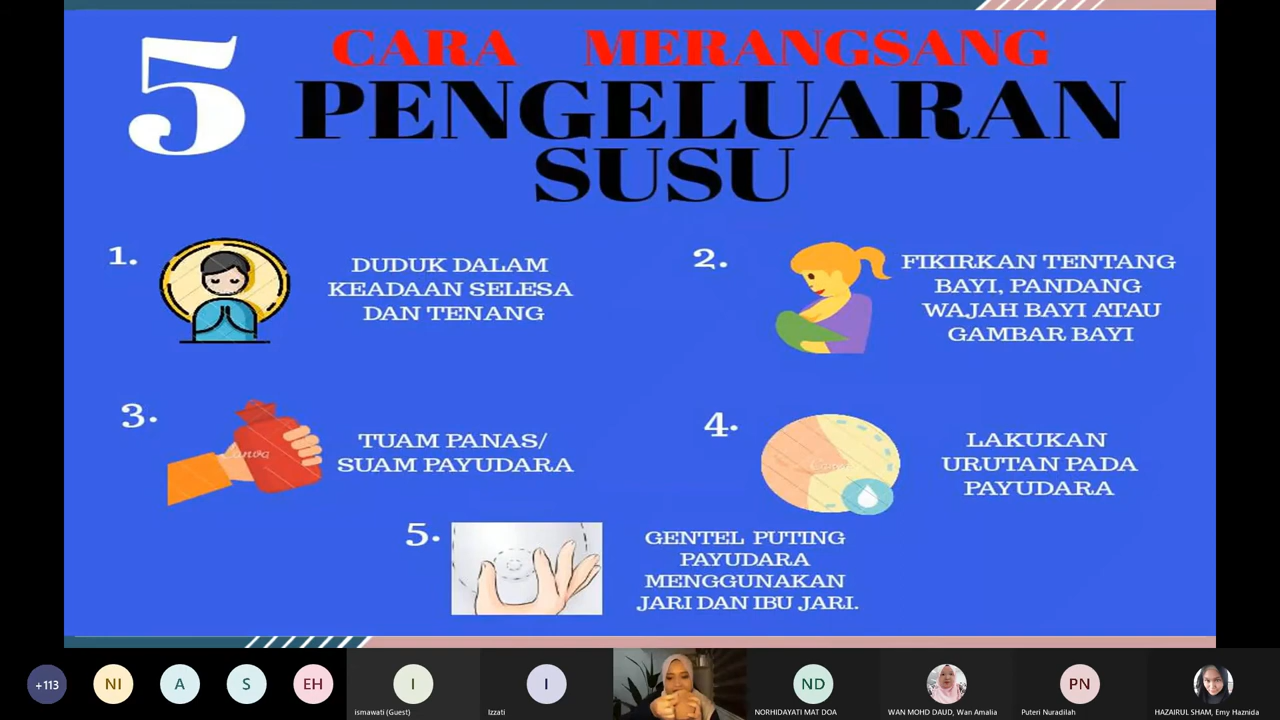 5
CARA MERANGSANG
PENGELUARAN
SUSU
1.
DUDUK DALAM
KEADAAN SELESA
DAN TENANG
2.
FIKIRKAN TENTANG
BAYI, PANDANG
WAJAH BAYI ATAU
GAMBAR BAYI
3.
Canva
TUAM PANAS/
SUAM PAYUDARA
4.
LAKUKAN
URUTAN PADA
PAYUDARA
5.
GENTEL PUTING
PAYUDARA
MENGGUNAKAN
JARI DAN IBU JARI.
+113
NI
A
S
EH
I
ismawati (Guest)
I
Izzati
ND
NORHIDAYATI MAT DOA
WAN MOHD DAUD, Wan Amalia
PN
Puteri Nuradilah
HAZAIRUL SHAM, Emy Haznida